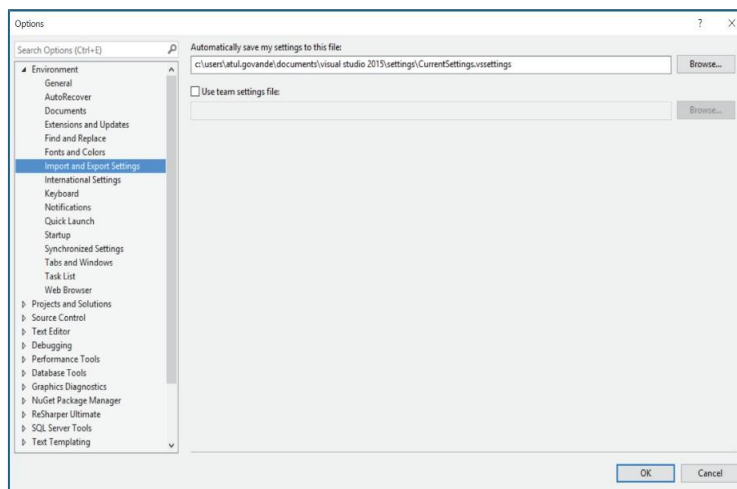 Options
Search Options (Ctrl+E)
Environment
General
AutoRecover
Documents
Extensions and Updates
Find and Replace
Fonts and Colors
Import and Export Settings
International Settings
Keyboard
Notifications
Quick Launch
Startup
Synchronized Settings
Tabs and Windows
Task List
Web Browser
Projects and Solutions
Source Control
Text Editor
Debugging
Performance Tools
Database Tools
Graphics Diagnostics
NuGet Package Manager
ReSharper Ultimate
SQL Server Tools
Text Templating
Automatically save my settings to this file:
c:\users\atul.govande\documents\visual studio 2015\settings\CurrentSettings.vssettings
Browse...
Use team settings file:
Browse...
OK
Cancel